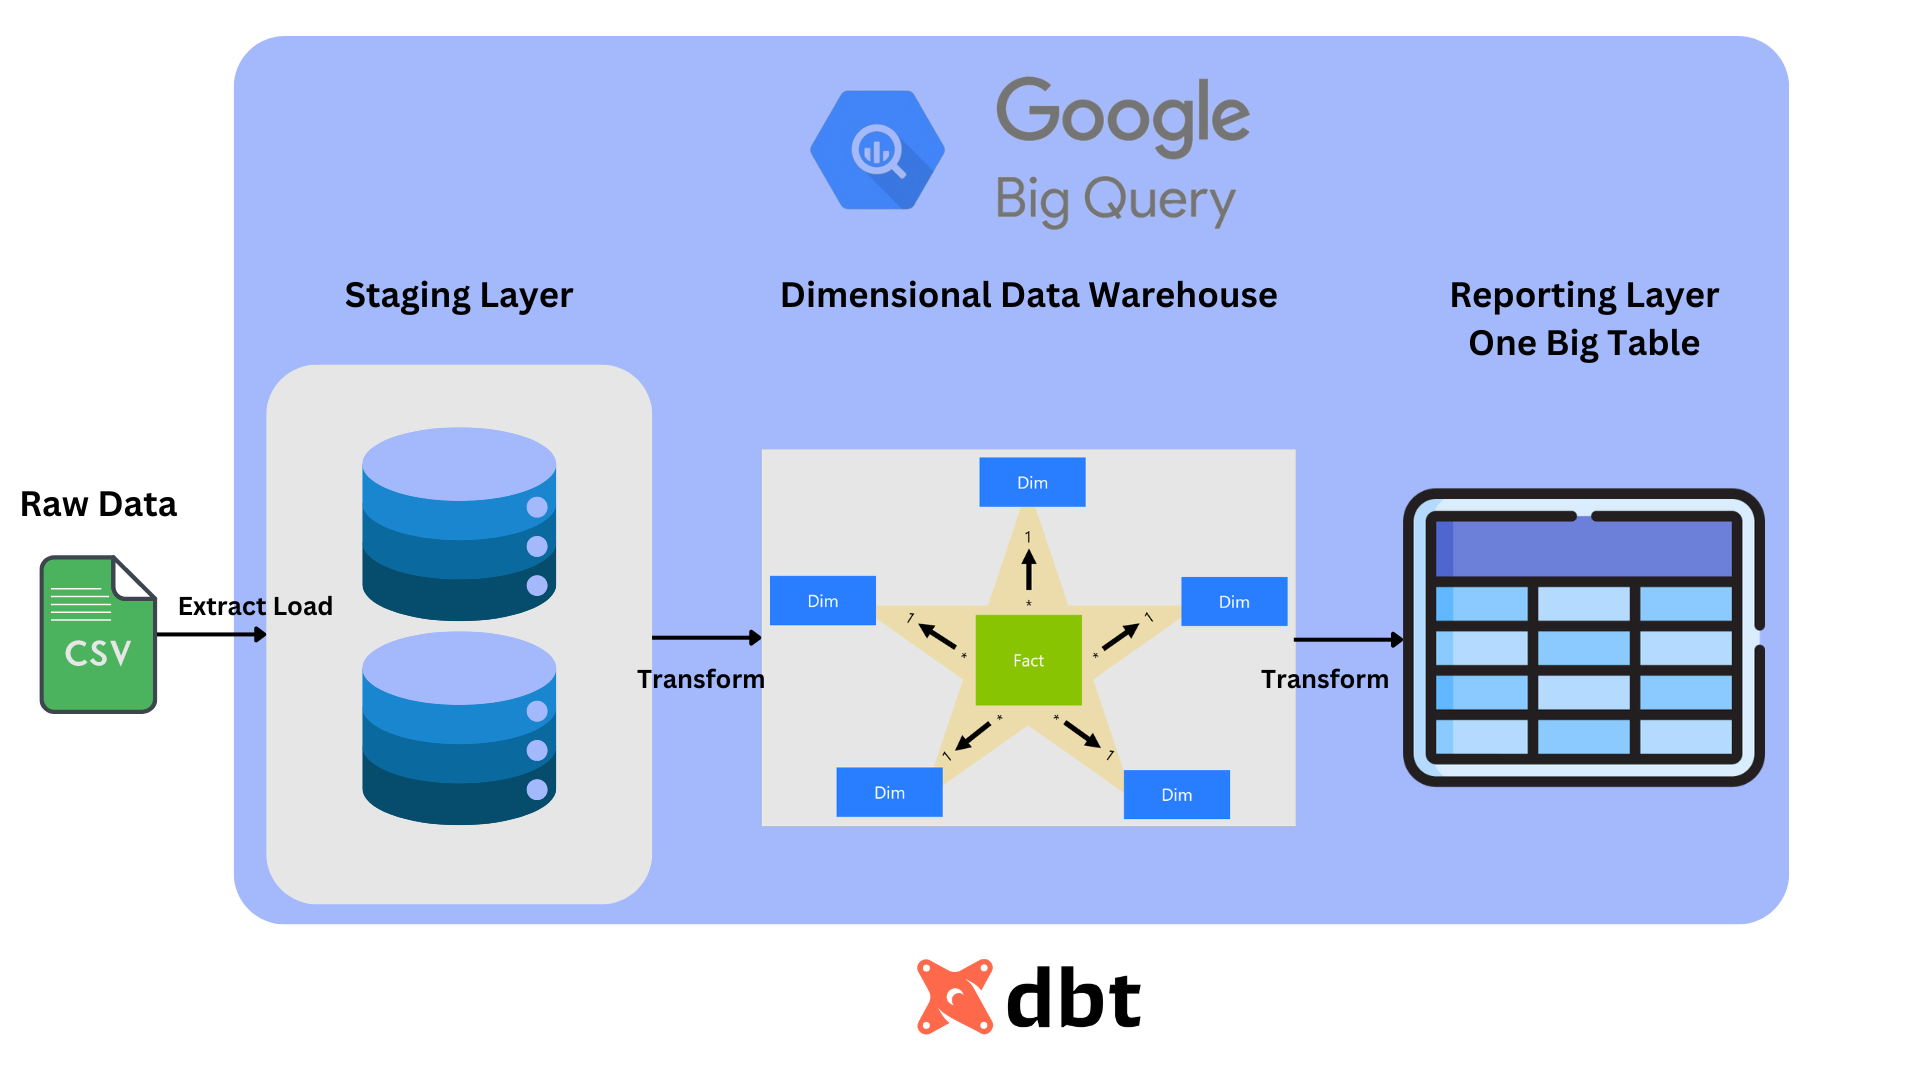 Google
Big Query
Staging Layer
Dimensional Data Warehouse
Reporting Layer
One Big Table
Raw Data
CSV
Extract Load
Transform
Dim
Dim
Dim
1
*
1
*
1
*
Fact
*
1
*
1
Dim
Dim
Transform
dbt